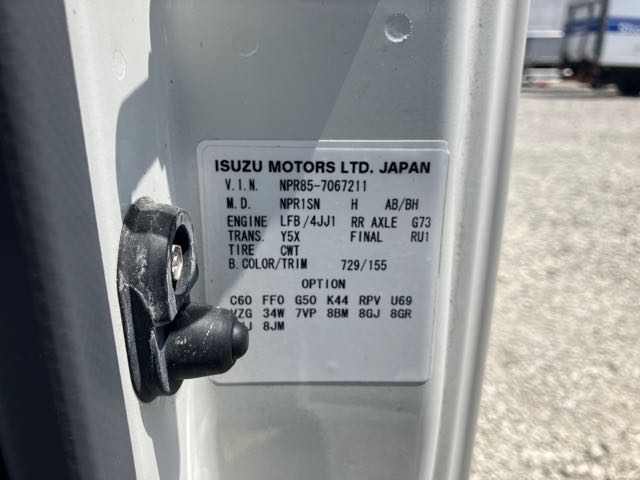 ISUZU MOTORS LTD. JAPAN
V.I.N. NPR85-7067211
M.D. NPR1SN H AB/BH
ENGINE LFB/4JJ1 RR AXLE G73
TRANS. Y5X FINAL RU1
TIRE CWT
B.COLOR/TRIM 729/155
OPTION
C60 FF0 G50 K44 RPV U69
34W 7VP 8BM 8GJ 8GR
8JM